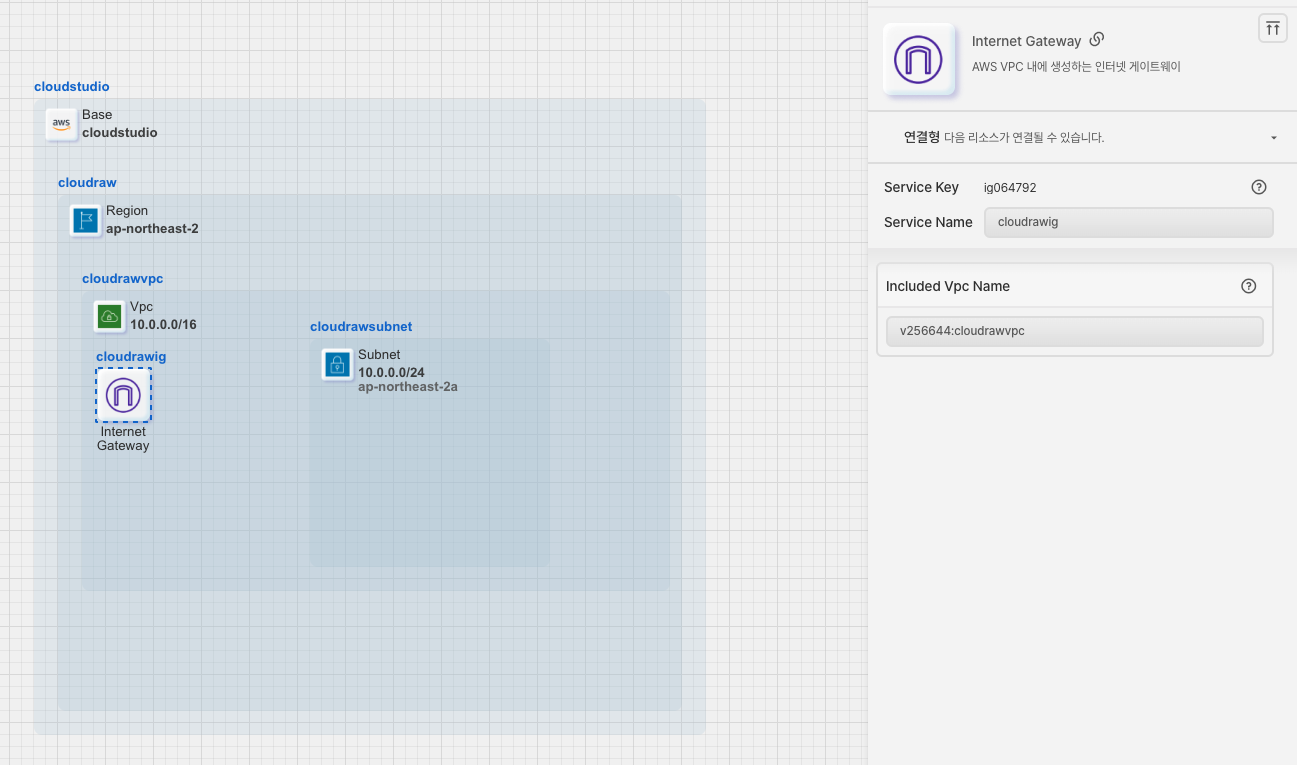 cloudstudio
aws
Base
cloudstudio
cloudraw
Region
ap-northeast-2
cloudrawvpc
Vpc
10.0.0.0/16
cloudrawsubnet
Subnet
10.0.0.0/24
ap-northeast-2a
cloudrawig
Internet
Gateway
Internet Gateway
AWS VPC 내에 생성하는 인터넷 게이트웨이
연결형 다음 리소스가 연결될 수 있습니다.
Service Key ig064792
Service Name cloudrawig
Included Vpc Name
v256644:cloudrawvpc